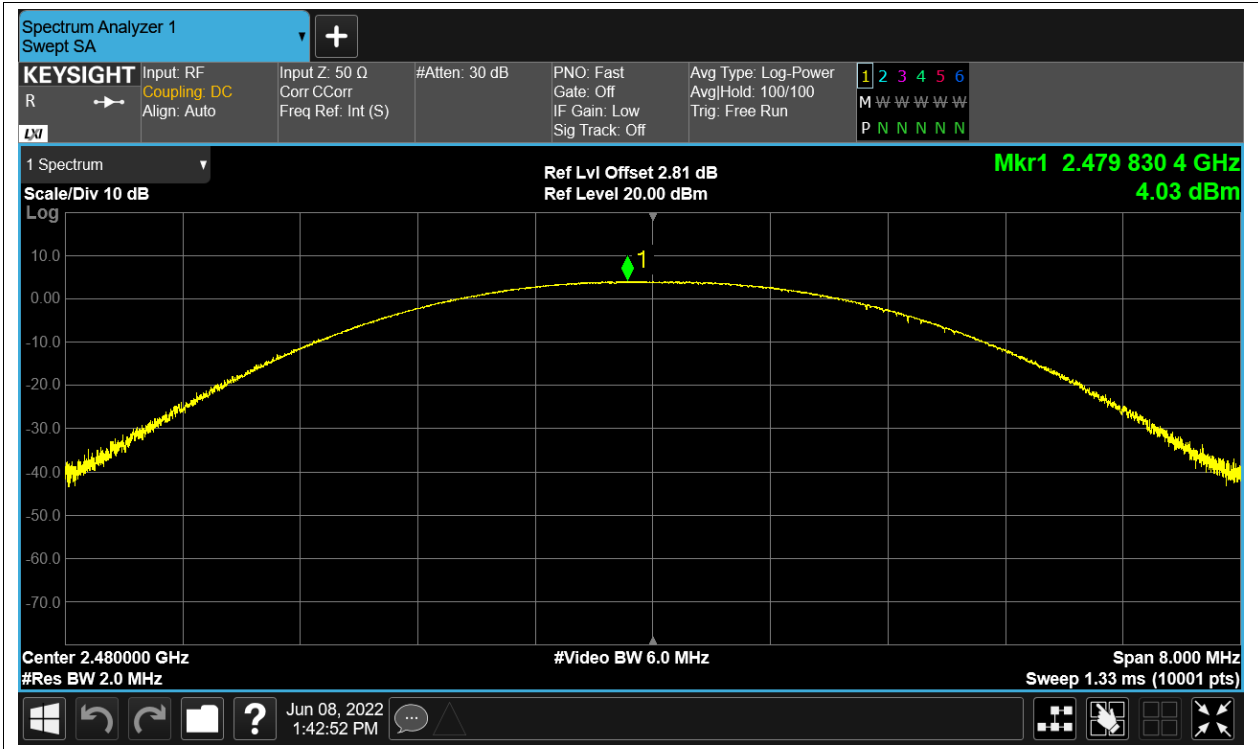 Spectrum Analyzer 1
Swept SA
KEYSIGHT
R
LXI
Input: RF
Coupling: DC
Align: Auto
Input Z: 50 Ω
Corr CCorr
Freq Ref: Int (S)
#Atten: 30 dB
PNO: Fast
Gate: Off
IF Gain: Low
Sig Track: Off
Avg Type: Log-Power
Avg|Hold: 100/100
Trig: Free Run
1 2 3 4 5 6
M W W W W W
P N N N N N
1 Spectrum
Scale/Div 10 dB
Log
Ref Lvl Offset 2.81 dB
Ref Level 20.00 dBm
Mkr1 2.479 830 4 GHz
4.03 dBm
1
10.0
0.00
-10.0
-20.0
-30.0
-40.0
-50.0
-60.0
-70.0
Center 2.480000 GHz
#Res BW 2.0 MHz
#Video BW 6.0 MHz
Span 8.000 MHz
Sweep 1.33 ms (10001 pts)
?
Jun 08, 2022
1:42:52 PM